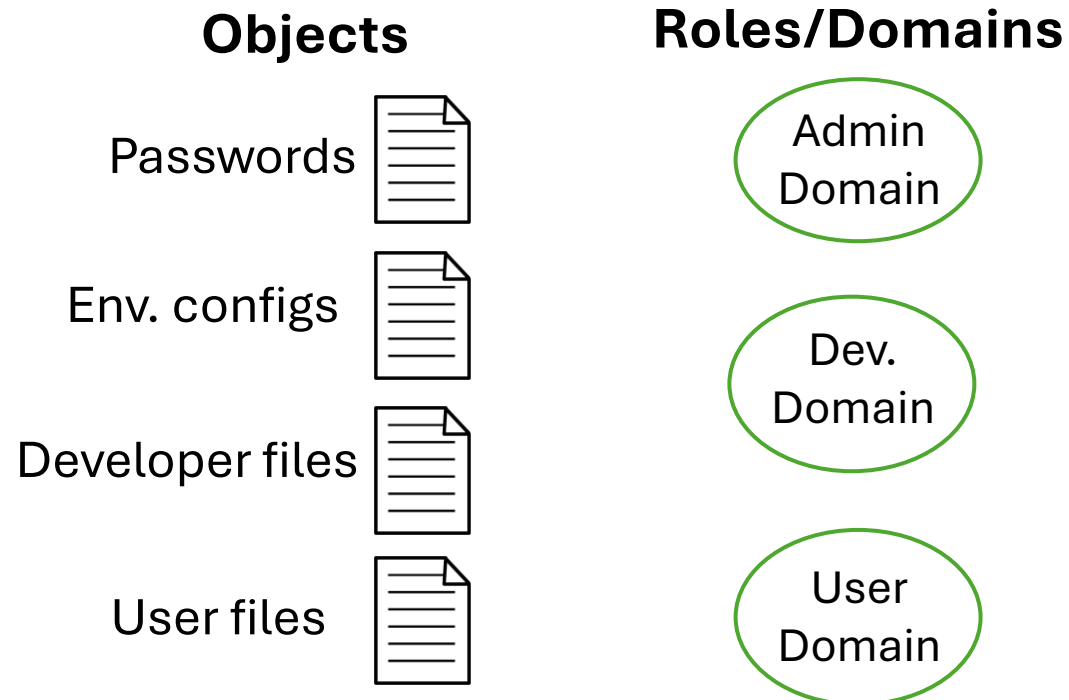 Objects
Roles/Domains
Passwords
Env. configs
Developer files
User files
Admin
Domain
Dev.
Domain
User
Domain